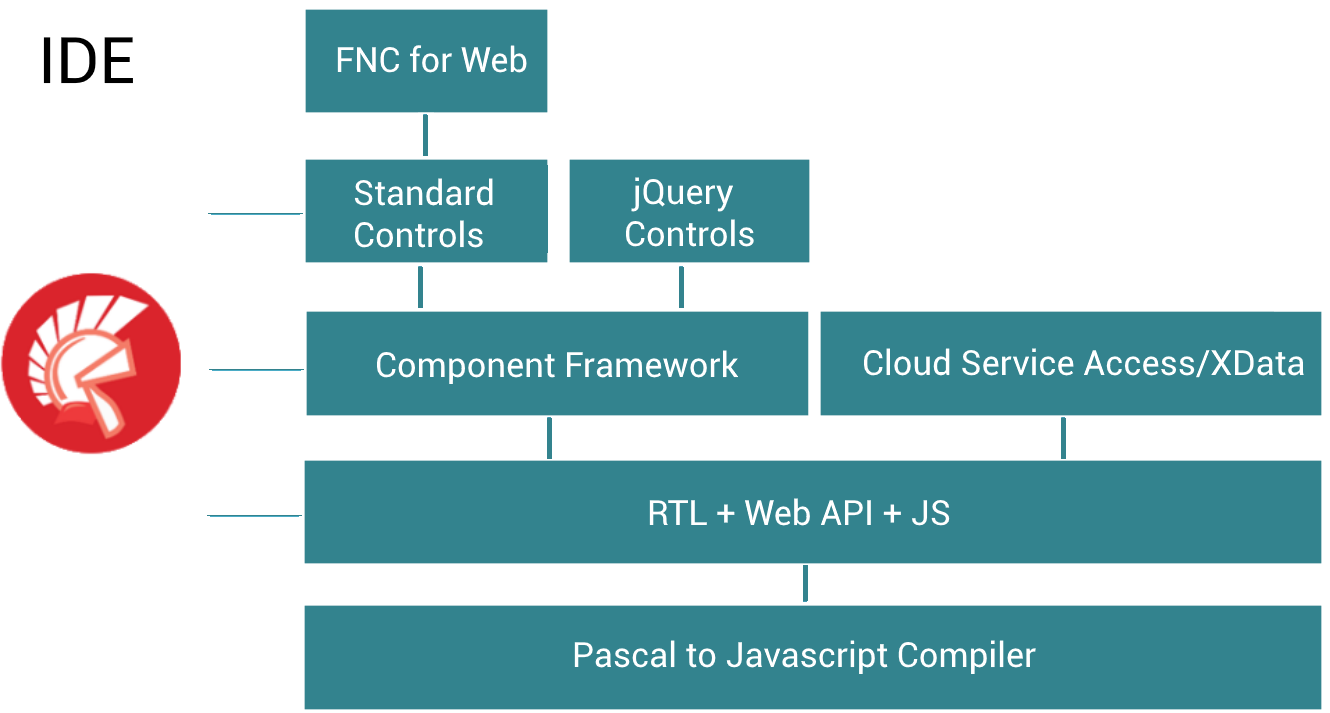 IDE
FNC for Web
Standard
Controls
jQuery
Controls
Component Framework
Cloud Service Access/XData
RTL + Web API + JS
Pascal to Javascript Compiler